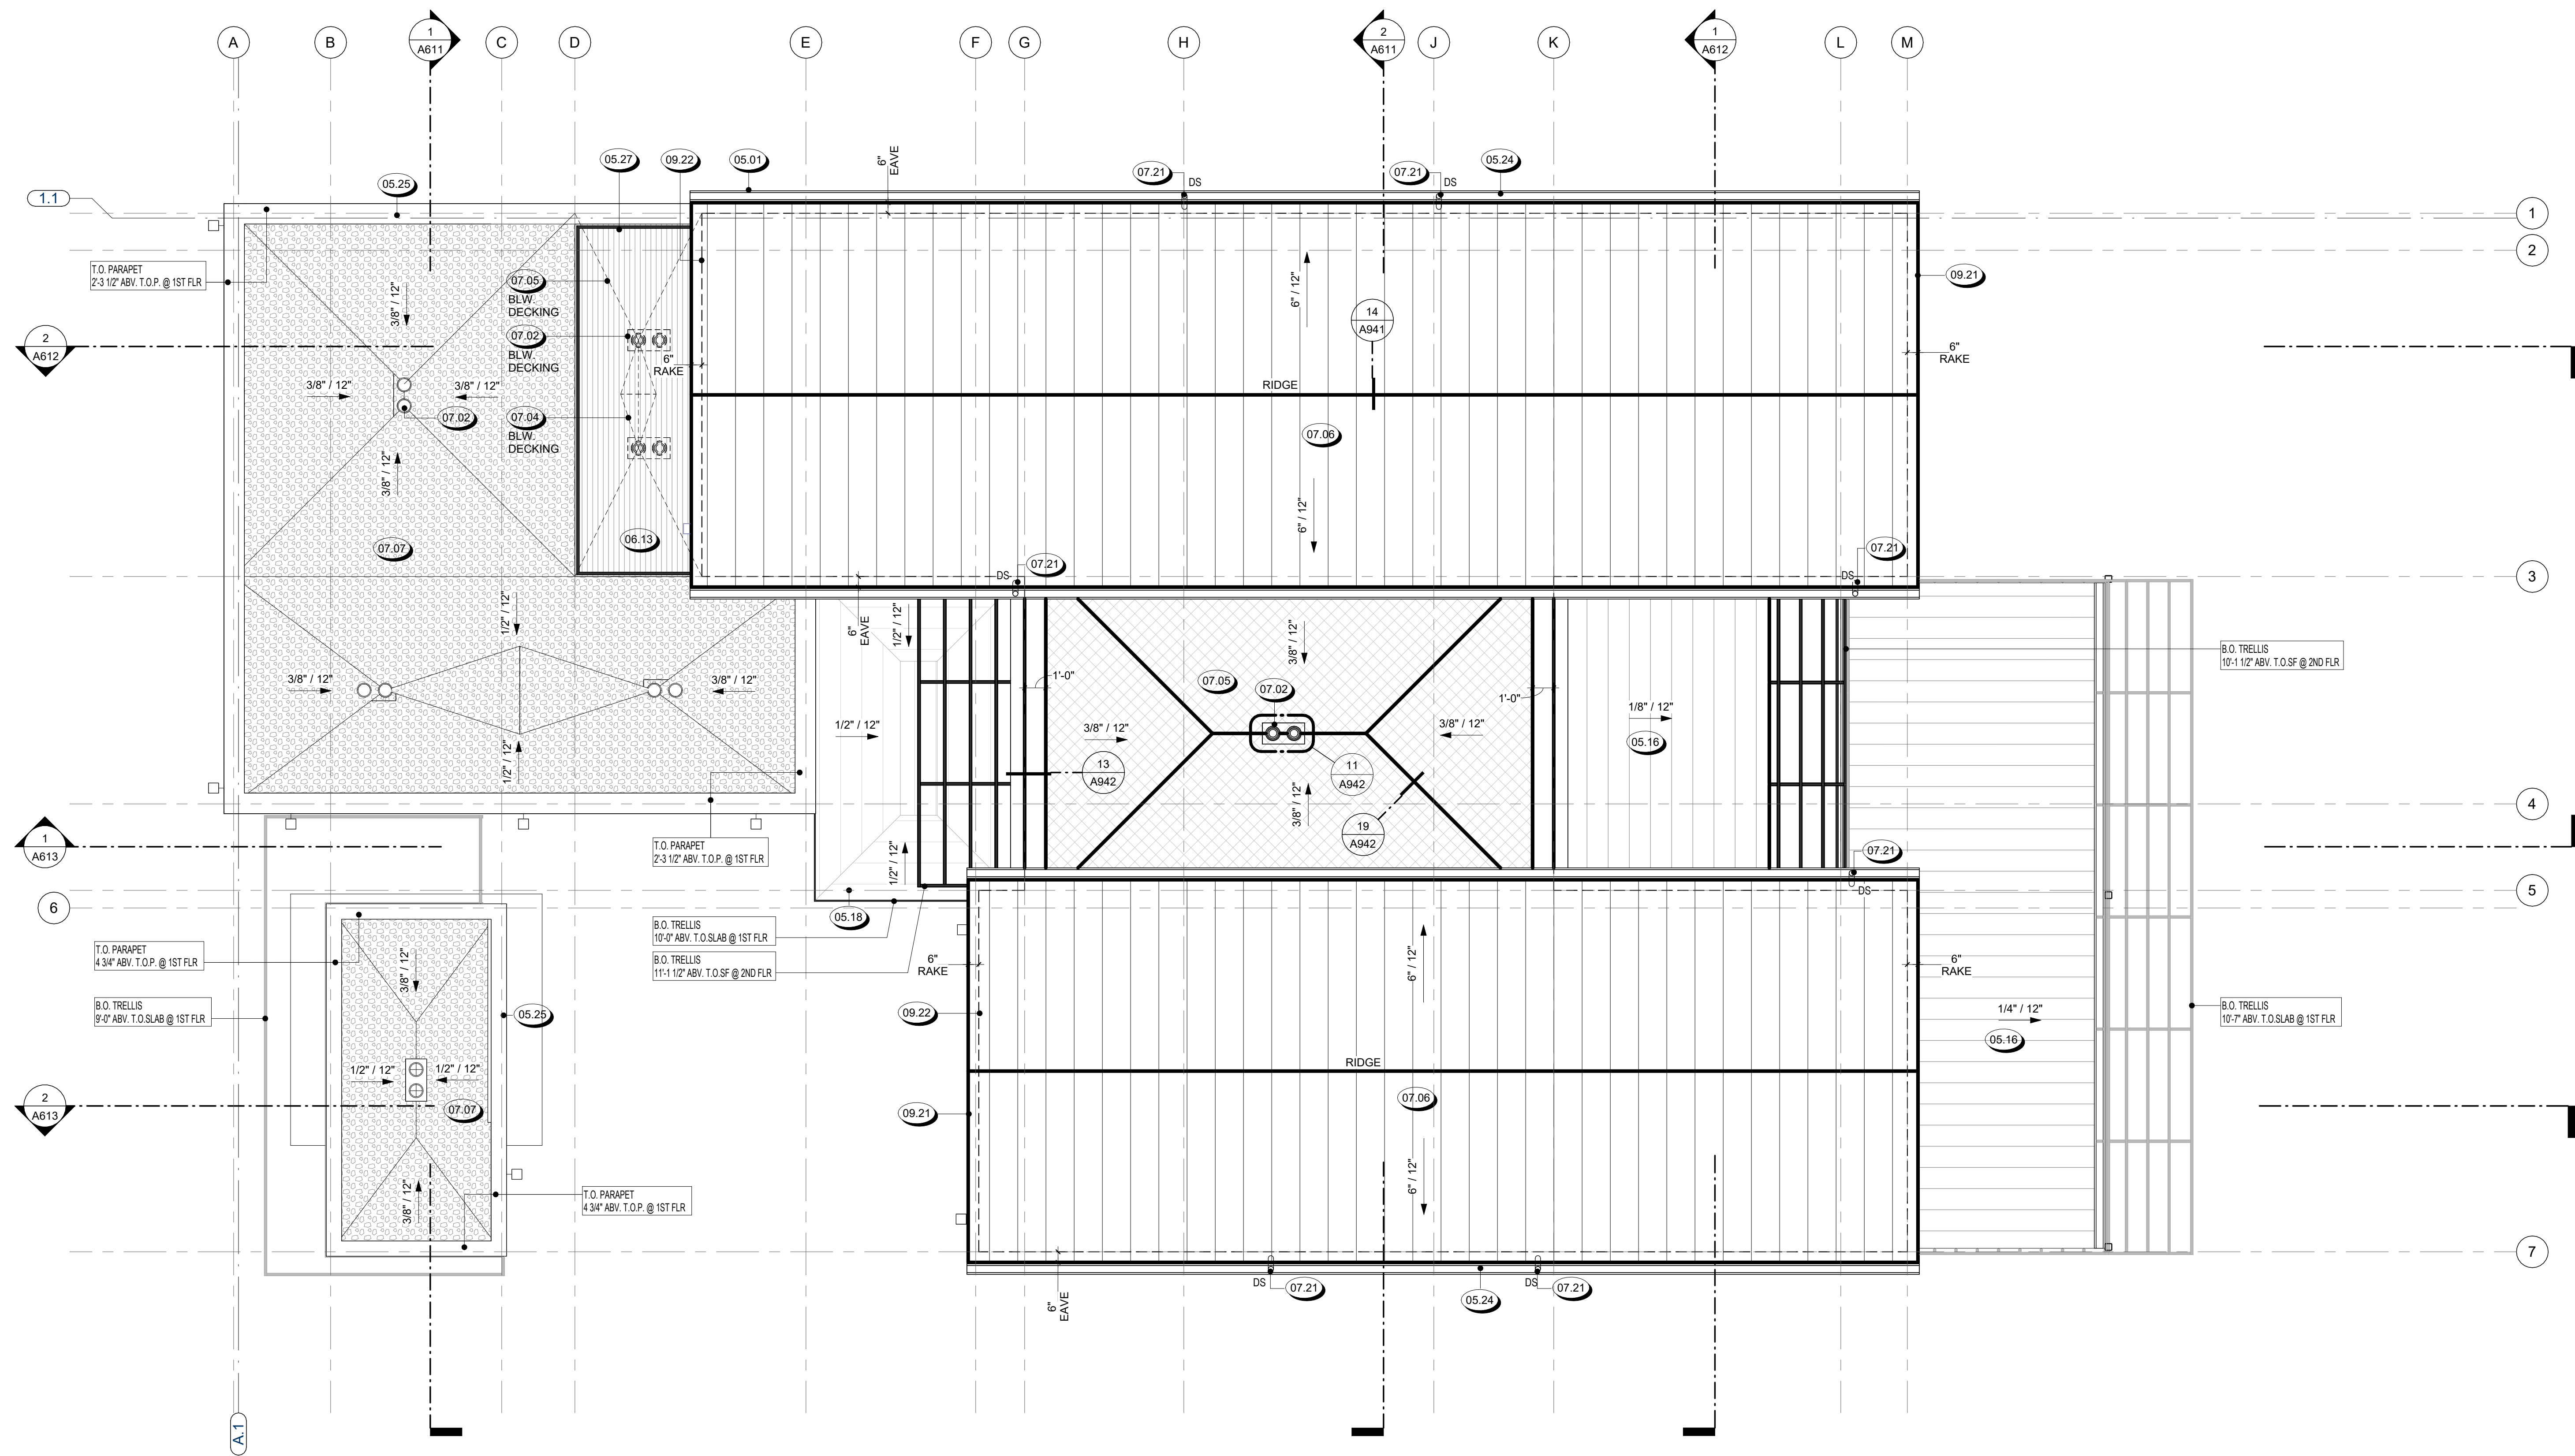 A
B
1
A611
C
D
E
F
G
H
2
A611
J
K
1
A612
L
M
1.1
05.25
05.27
09.22
05.01
6"
EAVE
07.21
DS
07.21
DS
05.24
1
2
T.O. PARAPET
2'-3 1/2" ABV. T.O.P. @ 1ST FLR
3/8" / 12"
07.05
BLW.
DECKING
07.02
BLW.
DECKING
6" / 12"
14
A941
09.21
2
A612
6"
RAKE
6"
RAKE
3/8" / 12"
3/8" / 12"
RIDGE
07.02
07.04
BLW.
DECKING
07.06
3/8" / 12"
6" / 12"
07.07
06.13
07.21
DS
07.21
DS
3
1/2" / 12"
6"
EAVE
1/2" / 12"
3/8" / 12"
B.O. TRELLIS
10'-1 1/2" ABV. T.O.SF @ 2ND FLR
3/8" / 12"
3/8" / 12"
1'-0"
07.05
07.02
1'-0"
1/8" / 12"
05.16
1/2" / 12"
3/8" / 12"
3/8" / 12"
1/2" / 12"
13
A942
11
A942
3/8" / 12"
19
A942
4
1
A613
T.O. PARAPET
2'-3 1/2" ABV. T.O.P. @ 1ST FLR
1/2" / 12"
07.21
DS
5
6
05.18
B.O. TRELLIS
10'-0" ABV. T.O.SLAB @ 1ST FLR
B.O. TRELLIS
11'-1 1/2" ABV. T.O.SF @ 2ND FLR
T.O. PARAPET
4 3/4" ABV. T.O.P. @ 1ST FLR
3/8" / 12"
6"
RAKE
6" / 12"
6"
RAKE
B.O. TRELLIS
9'-0" ABV. T.O.SLAB @ 1ST FLR
05.25
09.22
1/4" / 12"
05.16
B.O. TRELLIS
10'-7" ABV. T.O.SLAB @ 1ST FLR
1/2" / 12"
1/2" / 12"
RIDGE
2
A613
07.07
09.21
07.06
3/8" / 12"
T.O. PARAPET
4 3/4" ABV. T.O.P. @ 1ST FLR
6" / 12"
7
6"
EAVE
DS
07.21
05.24
DS
07.21
A.1